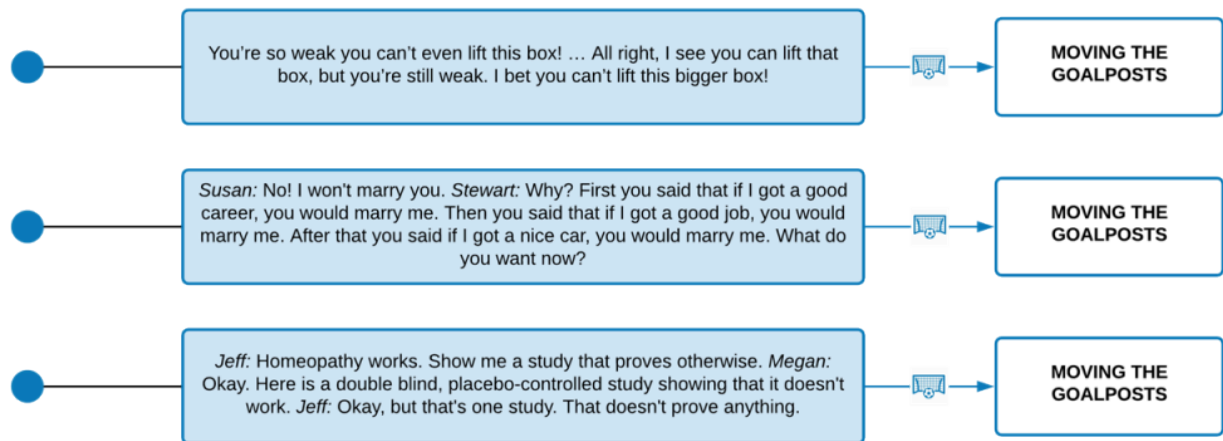 You’re so weak you can’t even lift this box! … All right, I see you can lift that
box, but you’re still weak. I bet you can’t lift this bigger box!
MOVING THE
GOALPOSTS
Susan: No! I won't marry you. Stewart: Why? First you said that if I got a good
career, you would marry me. Then you said that if I got a good job, you would
marry me. After that you said if I got a nice car, you would marry me. What do
you want now?
MOVING THE
GOALPOSTS
Jeff: Homeopathy works. Show me a study that proves otherwise. Megan:
Okay. Here is a double blind, placebo-controlled study showing that it doesn't
work. Jeff: Okay, but that's one study. That doesn't prove anything.
MOVING THE
GOALPOSTS